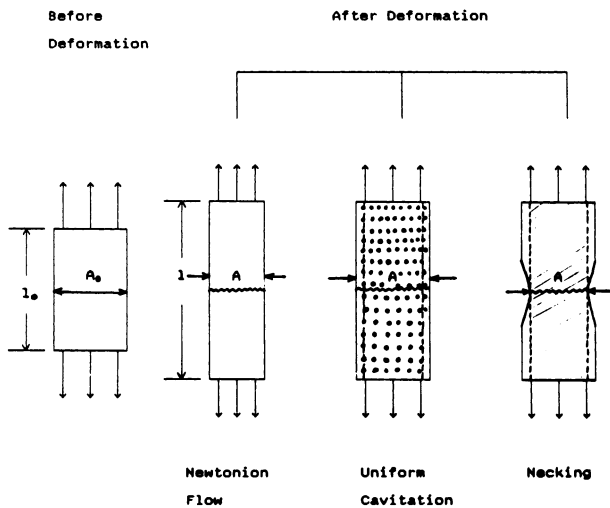 Before
Deformation
After Deformation
A₀
l₀
A
l
A
A
Newtonion
Flow
Uniform
Cavitation
Necking